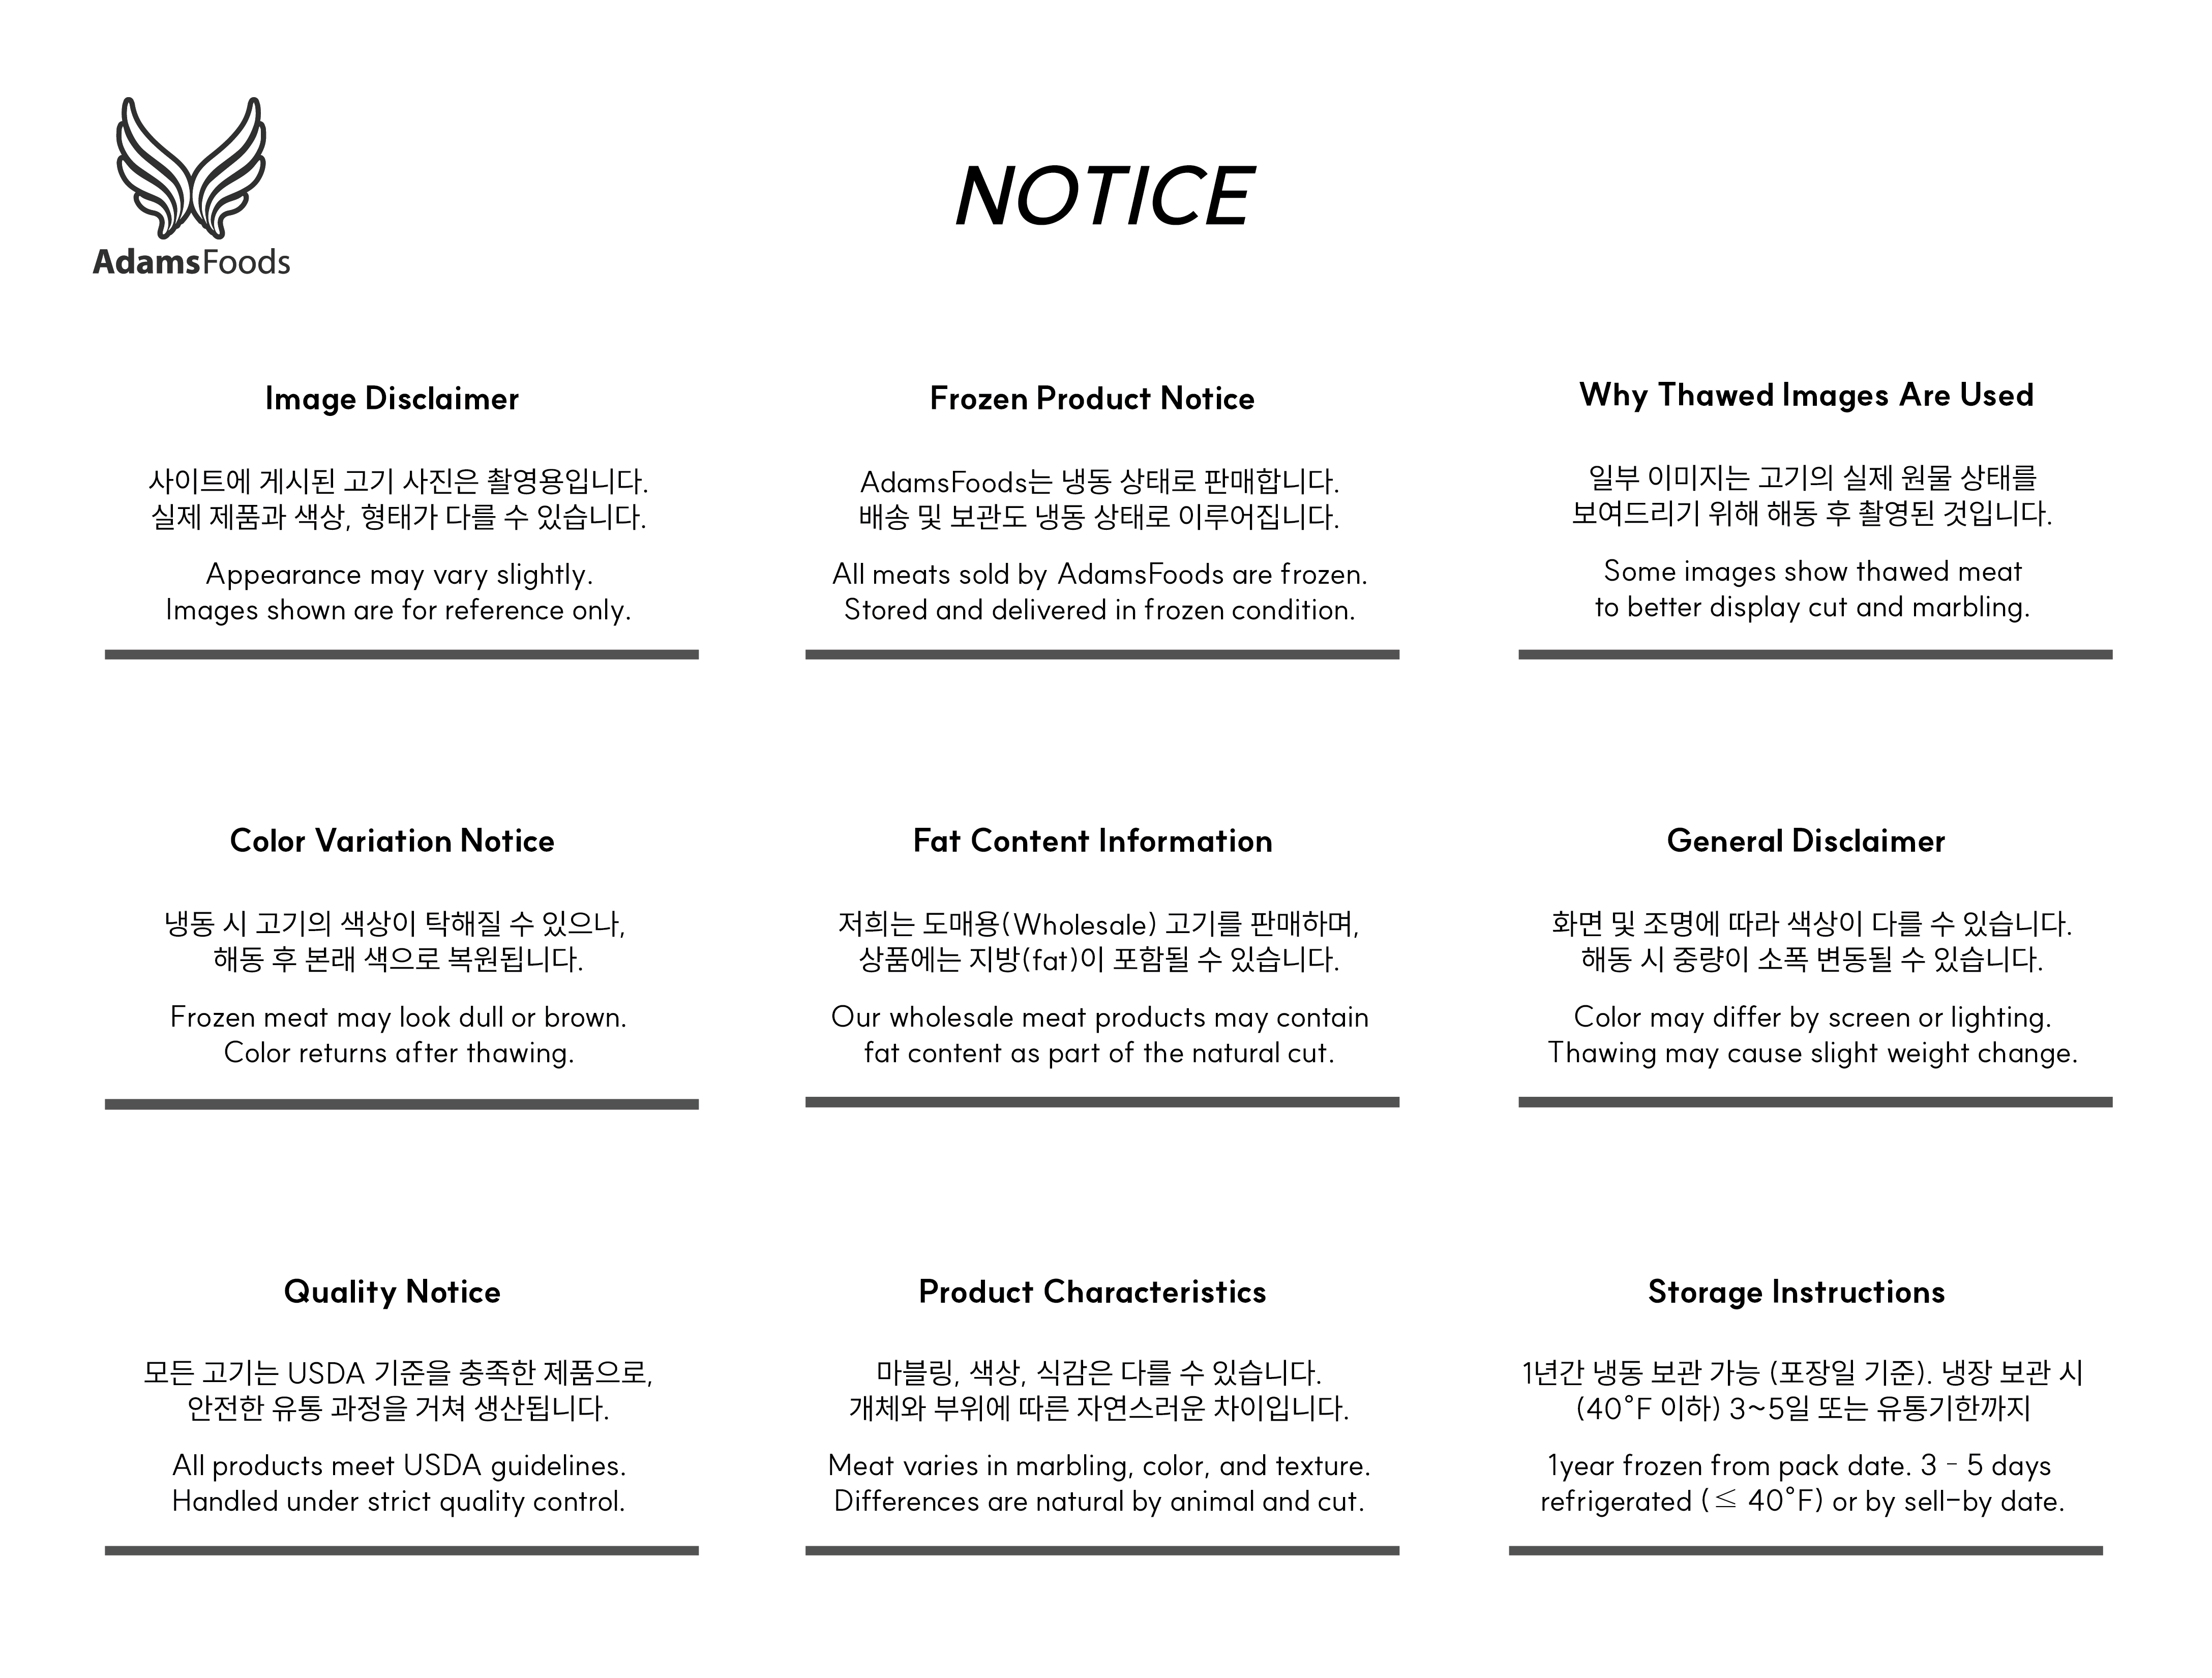 AdamsFoods
NOTICE
Image Disclaimer
사이트에 게시된 고기 사진은 촬영용입니다.
실제 제품과 색상, 형태가 다를 수 있습니다.
Appearance may vary slightly.
Images shown are for reference only.
Frozen Product Notice
AdamsFoods는 냉동 상태로 판매합니다.
배송 및 보관도 냉동 상태로 이루어집니다.
All meats sold by AdamsFoods are frozen.
Stored and delivered in frozen condition.
Why Thawed Images Are Used
일부 이미지는 고기의 실제 원물 상태를
보여드리기 위해 해동 후 촬영된 것입니다.
Some images show thawed meat
to better display cut and marbling.
Color Variation Notice
냉동 시 고기의 색상이 탁해질 수 있으나,
해동 후 본래 색으로 복원됩니다.
Frozen meat may look dull or brown.
Color returns after thawing.
Fat Content Information
저희는 도매용(Wholesale) 고기를 판매하며,
상품에는 지방(fat)이 포함될 수 있습니다.
Our wholesale meat products may contain
fat content as part of the natural cut.
General Disclaimer
화면 및 조명에 따라 색상이 다를 수 있습니다.
해동 시 중량이 소폭 변동될 수 있습니다.
Color may differ by screen or lighting.
Thawing may cause slight weight change.
Quality Notice
모든 고기는 USDA 기준을 충족한 제품으로,
안전한 유통 과정을 거쳐 생산됩니다.
All products meet USDA guidelines.
Handled under strict quality control.
Product Characteristics
마블링, 색상, 식감은 다를 수 있습니다.
개체와 부위에 따른 자연스러운 차이입니다.
Meat varies in marbling, color, and texture.
Differences are natural by animal and cut.
Storage Instructions
1년간 냉동 보관 가능 (포장일 기준). 냉장 보관 시
(40°F 이하) 3~5일 또는 유통기한까지
1year frozen from pack date. 3 - 5 days
refrigerated (≤ 40°F) or by sell-by date.